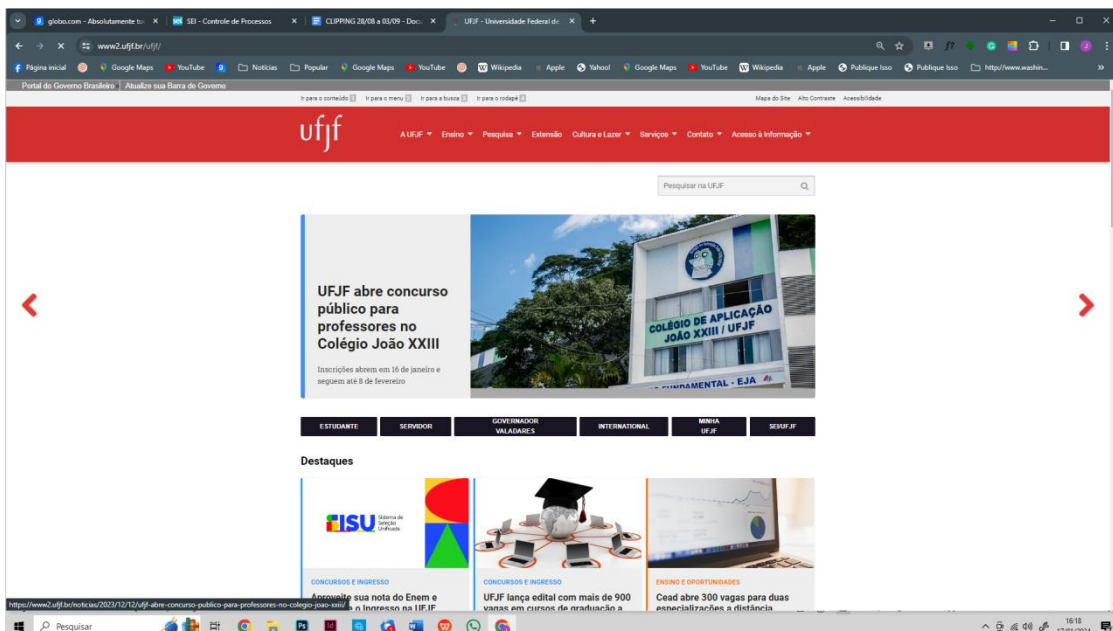 globo.com - Absolutamente tu
SEI - Controle de Processos
CLIPPING 28/08 a 03/09 - Doc
UFJF - Universidade Federal de
www2.ufjf.br/ufjf/
Página inicial
Google Maps
YouTube
Notícias
Popular
Google Maps
YouTube
Wikipedia
Apple
Yahoo!
Google Maps
YouTube
Wikipedia
Apple
Publique Isso
Publique Isso
http://www.washin...
Portal do Governo Brasileiro
Atualize sua Barra de Governo
Ir para o conteúdo 1
Ir para o menu 2
Ir para a busca 3
Ir para o rodapé 4
Mapa do Site
Alto Contraste
Acessibilidade
ufjf
A UFJF
Ensino
Pesquisa
Extensão
Cultura e Lazer
Serviços
Contato
Acesso à Informação
Pesquisar na UFJF
UFJF abre concurso
público para
professores no
Colégio João XXIII
Inscrições abrem em 16 de janeiro e
seguem até 8 de fevereiro
COLÉGIO DE APLICAÇÃO
JOÃO XXIII / UFJF
FUNDAMENTAL - EJA
ESTUDANTE
SERVIDOR
GOVERNADOR
VALADARES
INTERNATIONAL
MINHA
UFJF
SEI/UFJF
Destaques
SISU
Sistema de
Seleção
Unificada
CONCURSOS E INGRESSO
Aproveite sua nota do Enem e
o Ingresso na UFJF
CONCURSOS E INGRESSO
UFJF lança edital com mais de 900
vagas em cursos de graduação a
ENSINO E OPORTUNIDADES
Cead abre 300 vagas para duas
especializações a distância
https://www2.ufjf.br/noticias/2023/12/12/ufjf-abre-concurso-publico-para-professores-no-colegio-joao-xxiii/
Pesquisar
16:18
17/01/2024